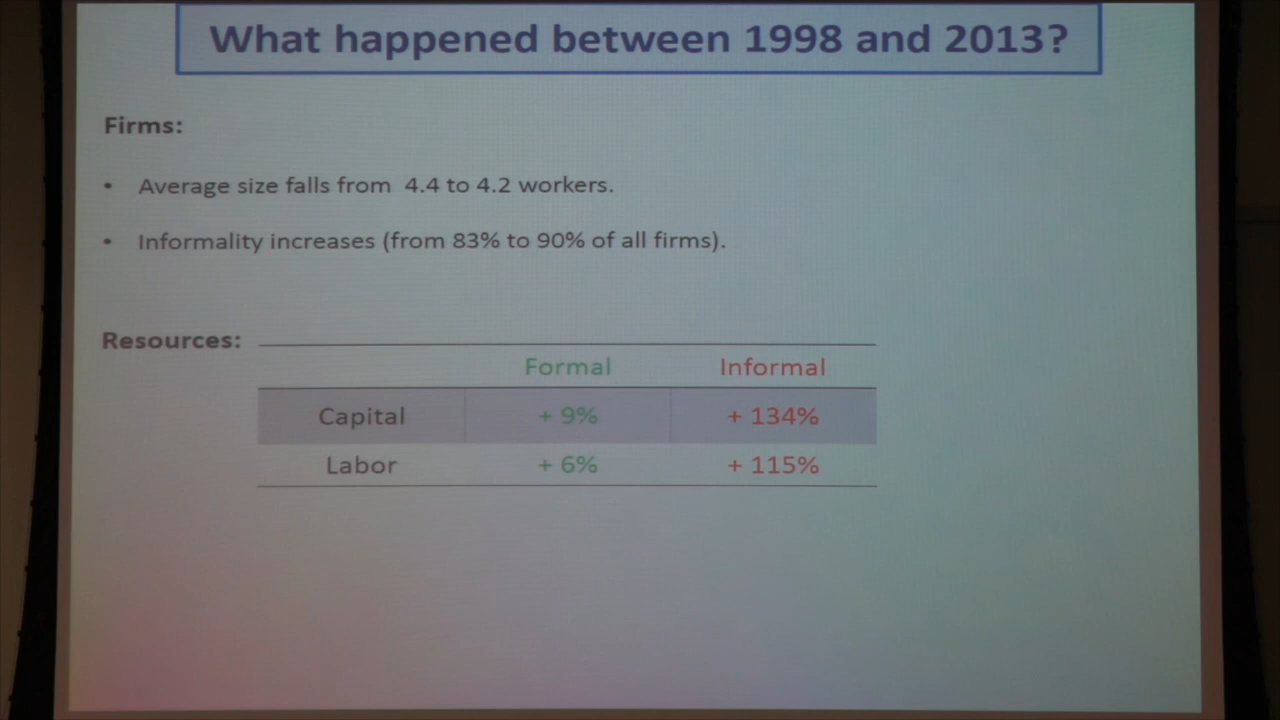 What happened between 1998 and 2013?
Firms:
• Average size falls from 4.4 to 4.2 workers.
• Informality increases (from 83% to 90% of all firms).
Resources:
Formal Informal
Capital + 9% + 134%
Labor + 6% + 115%